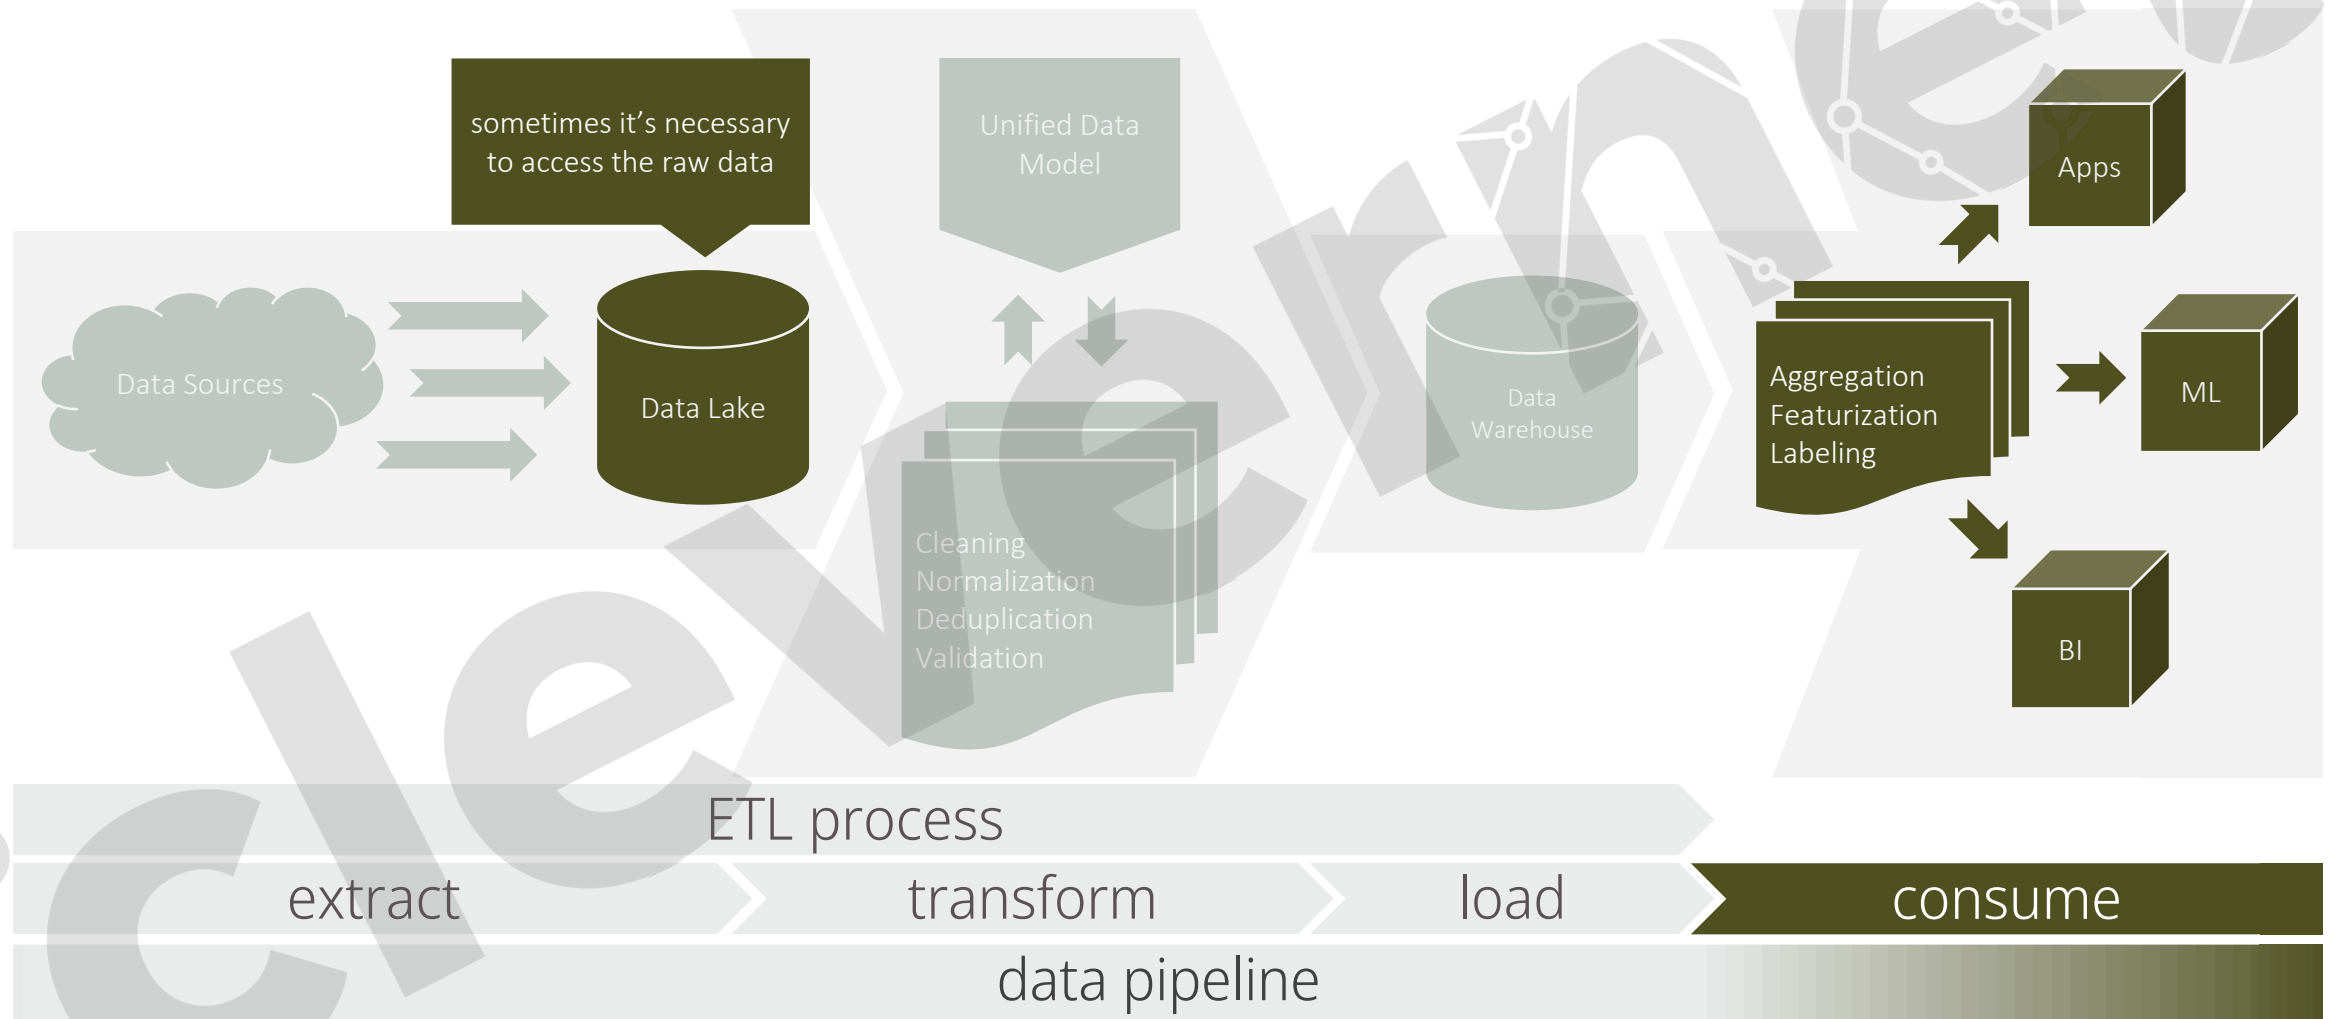 sometimes it's necessary
to access the raw data
Unified Data
Model
Apps
Data Sources
Data Lake
Data
Warehouse
Aggregation
Featurization
Labeling
ML
Cleaning
Normalization
Deduplication
Validation
BI
ETL process
extract
transform
load
consume
data pipeline